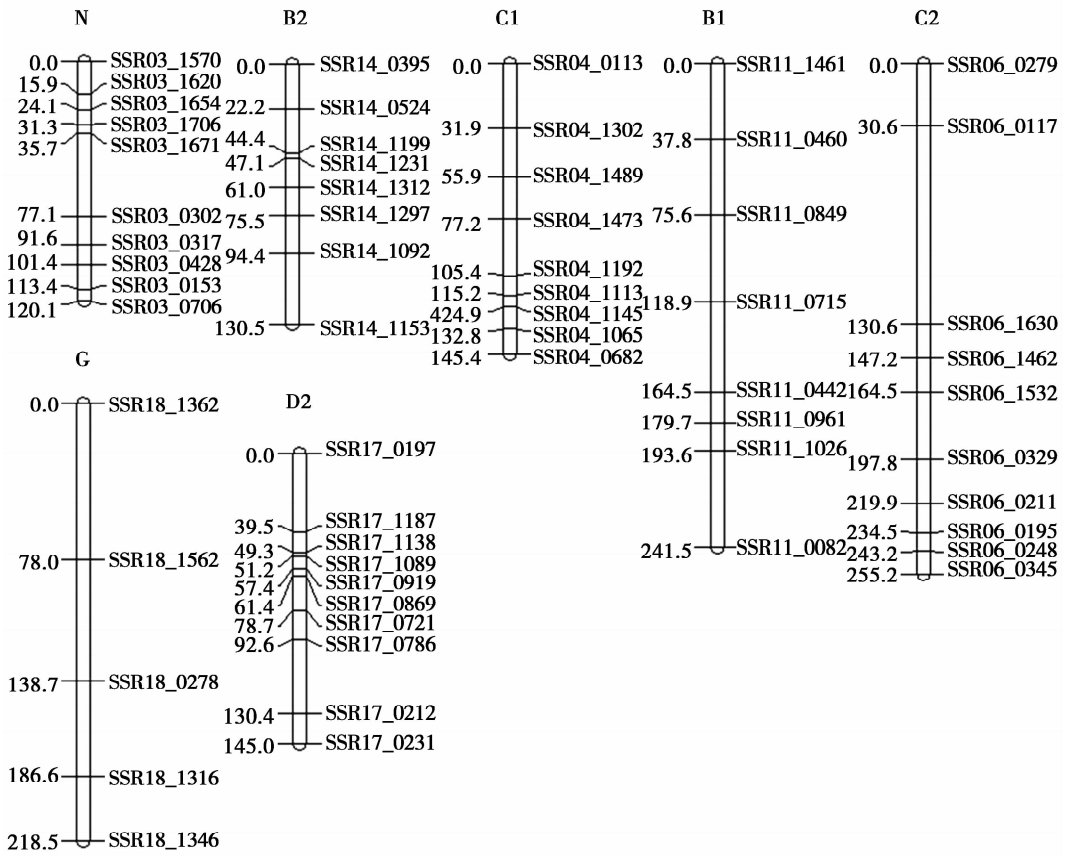 N
0.0 SSR03_1570
15.9 SSR03_1620
24.1 SSR03_1654
31.3 SSR03_1706
35.7 SSR03_1671
77.1 SSR03_0302
91.6 SSR03_0317
101.4 SSR03_0428
113.4 SSR03_0153
120.1 SSR03_0706
B2
0.0 SSR14_0395
22.2 SSR14_0524
44.4 SSR14_1199
47.1 SSR14_1231
61.0 SSR14_1312
75.5 SSR14_1297
94.4 SSR14_1092
130.5 SSR14_1153
C1
0.0 SSR04_0113
31.9 SSR04_1302
55.9 SSR04_1489
77.2 SSR04_1473
105.4 SSR04_1192
115.2 SSR04_1113
424.9 SSR04_1145
132.8 SSR04_1065
145.4 SSR04_0682
B1
0.0 SSR11_1461
37.8 SSR11_0460
75.6 SSR11_0849
118.9 SSR11_0715
164.5 SSR11_0442
179.7 SSR11_0961
193.6 SSR11_1026
241.5 SSR11_0082
C2
0.0 SSR06_0279
30.6 SSR06_0117
130.6 SSR06_1630
147.2 SSR06_1462
164.5 SSR06_1532
197.8 SSR06_0329
219.9 SSR06_0211
234.5 SSR06_0195
243.2 SSR06_0248
255.2 SSR06_0345
G
0.0 SSR18_1362
78.0 SSR18_1562
138.7 SSR18_0278
186.6 SSR18_1316
218.5 SSR18_1346
D2
0.0 SSR17_0197
39.5 SSR17_1187
49.3 SSR17_1138
51.2 SSR17_1089
57.4 SSR17_0919
61.4 SSR17_0869
78.7 SSR17_0721
92.6 SSR17_0786
130.4 SSR17_0212
145.0 SSR17_0231